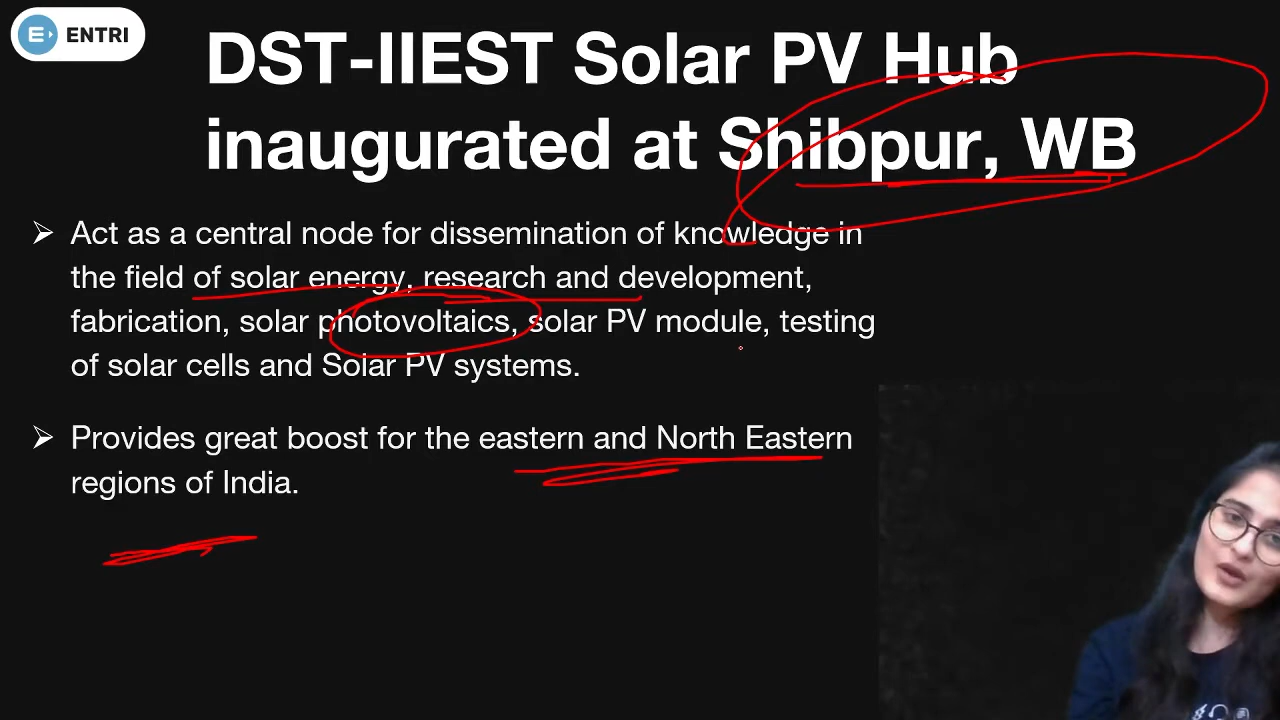 ENTRI
DST-IIEST Solar PV Hub
inaugurated at Shibpur, WB
Act as a central node for dissemination of knowledge in
the field of solar energy, research and development,
fabrication, solar photovoltaics, solar PV module, testing
of solar cells and Solar PV systems.
Provides great boost for the eastern and North Eastern
regions of India.